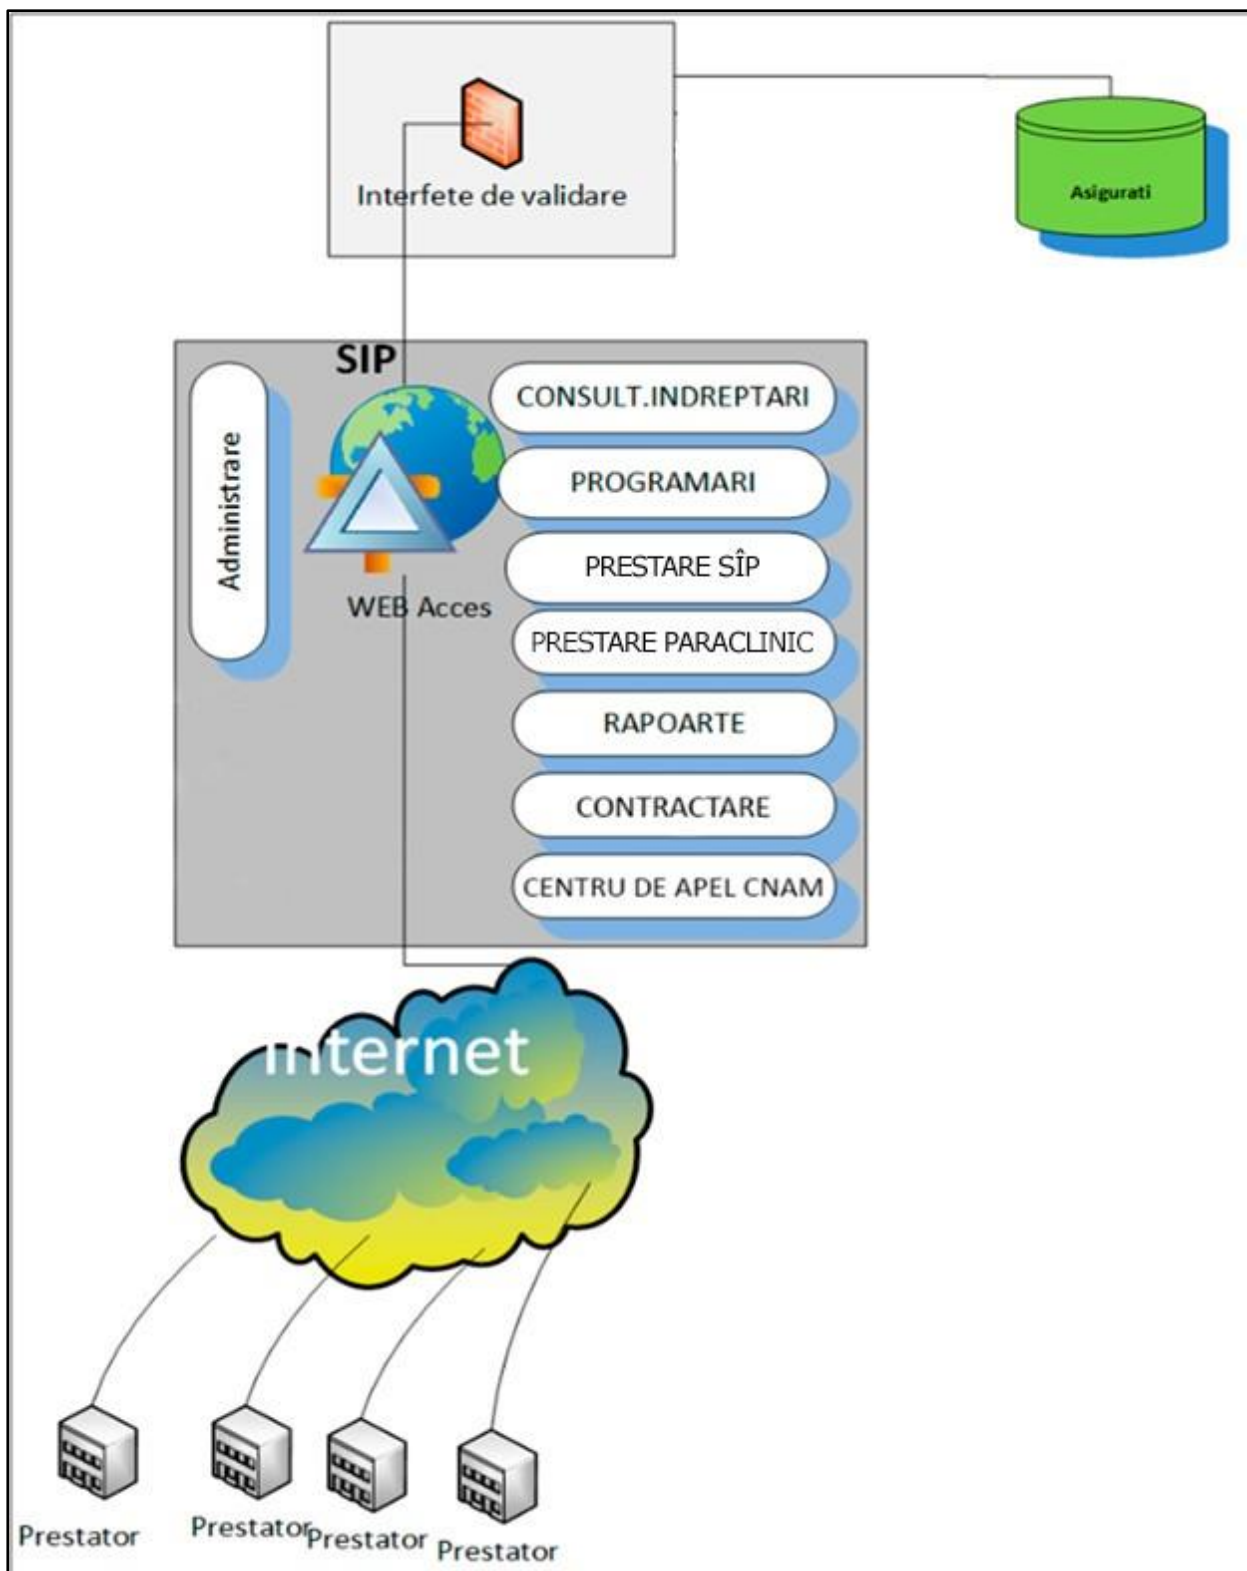 Interfete de validare
Asigurati
SIP
Administrare
WEB Acces
CONSULT.INDREPTARI
PROGRAMARI
PRESTARE SÎP
PRESTARE PARACLINIC
RAPOARTE
CONTRACTARE
CENTRU DE APEL CNAM
Internet
Prestator
Prestator
Prestator
Prestator